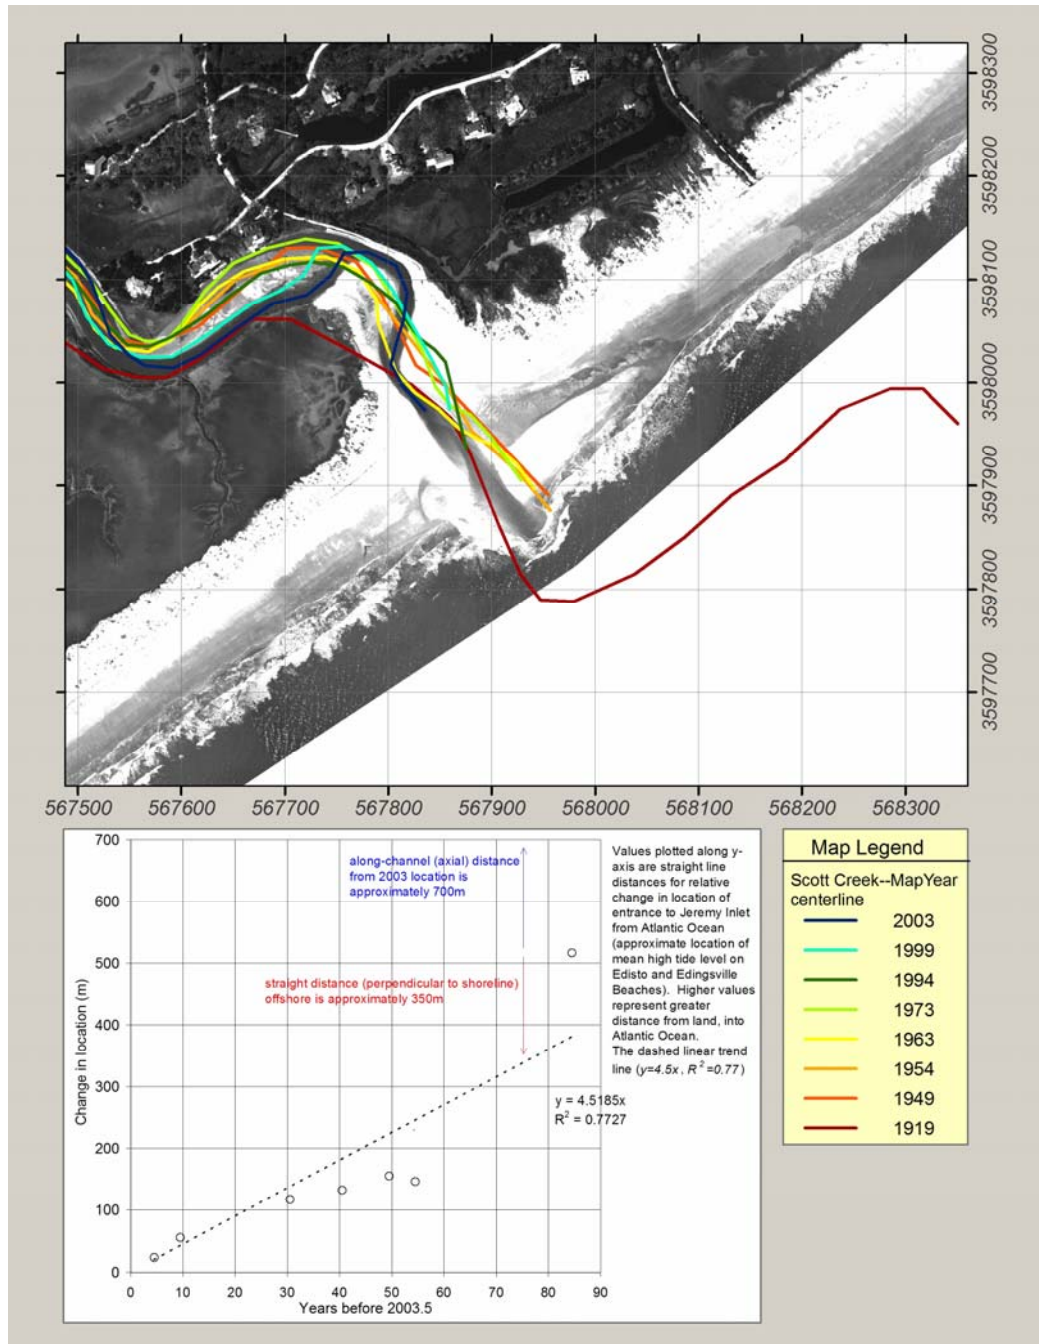 3598300
3598200
3598100
3598000
3597900
3597800
3597700
567500
567600
567700
567800
567900
568000
568100
568200
568300
700
600
500
400
300
200
100
0
Change in location (m)
along-channel (axial) distance
from 2003 location is
approximately 700m
straight distance (perpendicular to shoreline)
offshore is approximately 350m
y = 4.5185x
R² = 0.7727
0 10 20 30 40 50 60 70 80 90
Years before 2003.5
Values plotted along y-
axis are straight line
distances for relative
change in location of
entrance to Jeremy Inlet
from Atlantic Ocean
(approximate location of
mean high tide level on
Edisto and Edingsville
Beaches). Higher values
represent greater
distance from land, into
Atlantic Ocean.
The dashed linear trend
line (y=4.5x, R²=0.77)
Map Legend
Scott Creek--MapYear
centerline
2003
1999
1994
1973
1963
1954
1949
1919